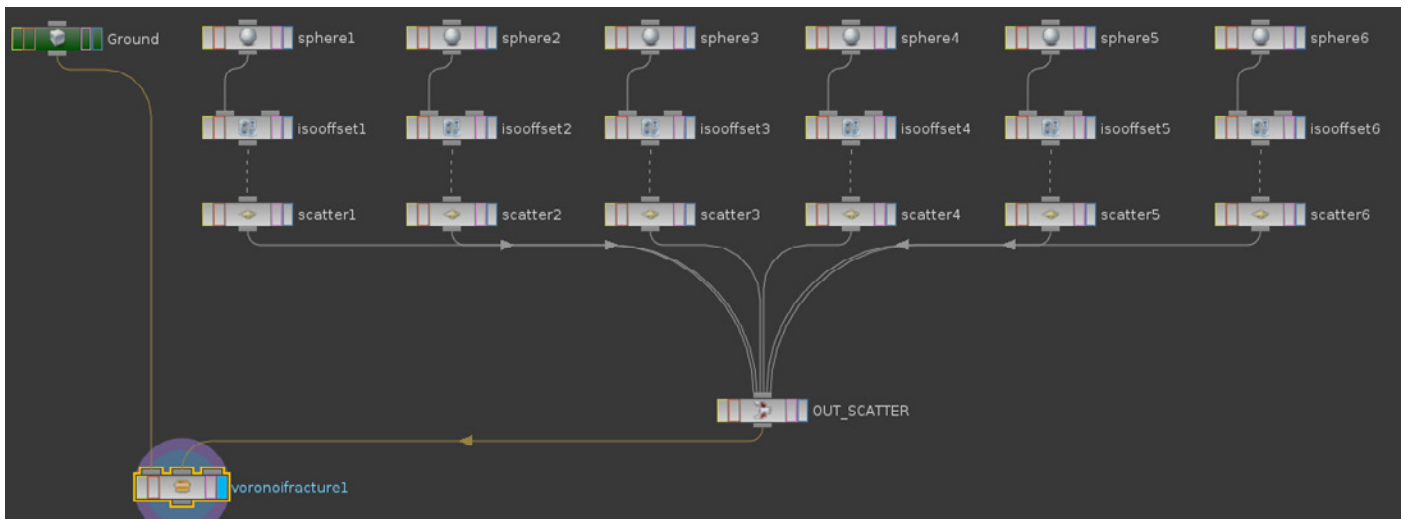 Ground sphere1 sphere2 sphere3 sphere4 sphere5 sphere6
isooffset1 isooffset2 isooffset3 isooffset4 isooffset5 isooffset6
scatter1 scatter2 scatter3 scatter4 scatter5 scatter6
OUT_SCATTER
voronoifracture1